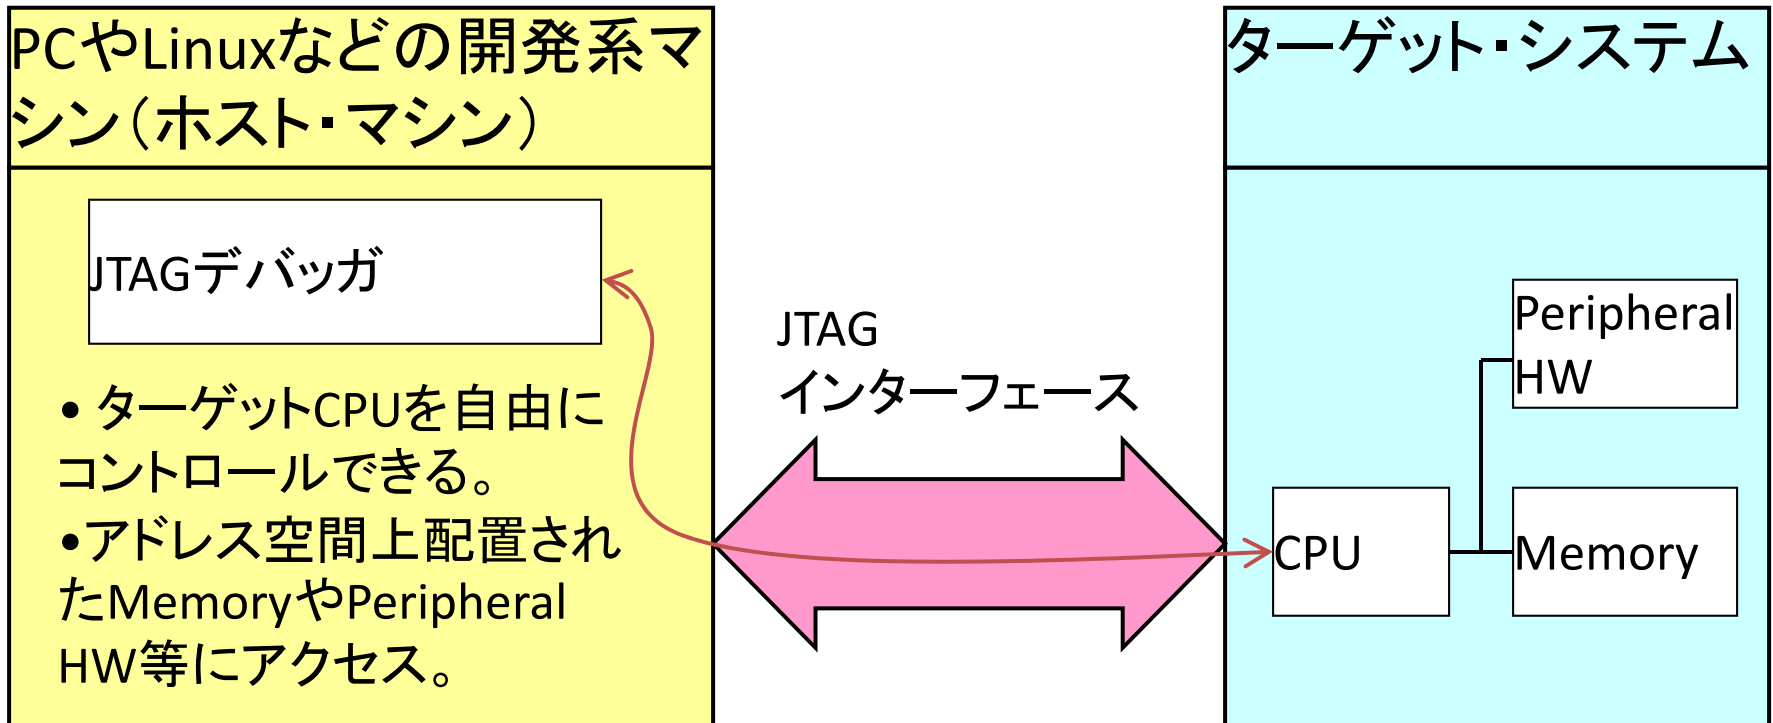 PCやLinuxなどの開発系マ
シン（ホスト・マシン）
JTAGデバッガ
• ターゲットCPUを自由に
コントロールできる。
•アドレス空間上配置され
たMemoryやPeripheral
HW等にアクセス。
JTAG
インターフェース
ターゲット・システム
Peripheral
HW
CPU
Memory